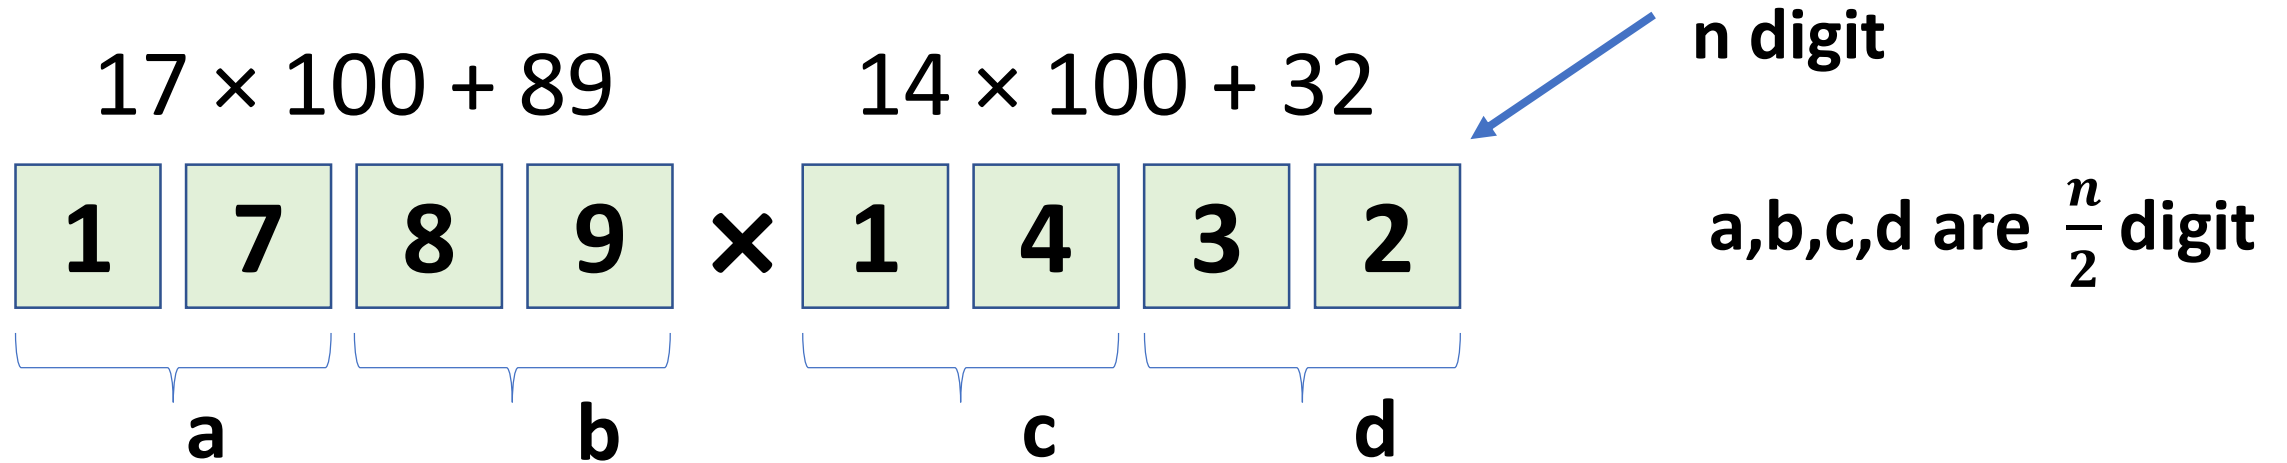 n digit
17 × 100 + 89 14 × 100 + 32
1 7 8 9 × 1 4 3 2
a,b,c,d are n/2 digit
a b c d